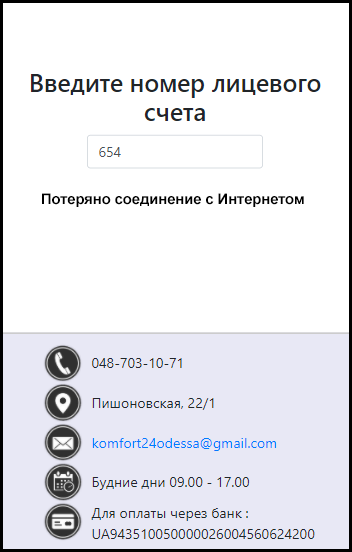 Введите номер лицевого
счета
654
Потеряно соединение с Интернетом
048-703-10-71
Пишоновская, 22/1
komfort24odessa@gmail.com
Будние дни 09.00 - 17.00
Для оплаты через банк :
UA943510050000026004560624200